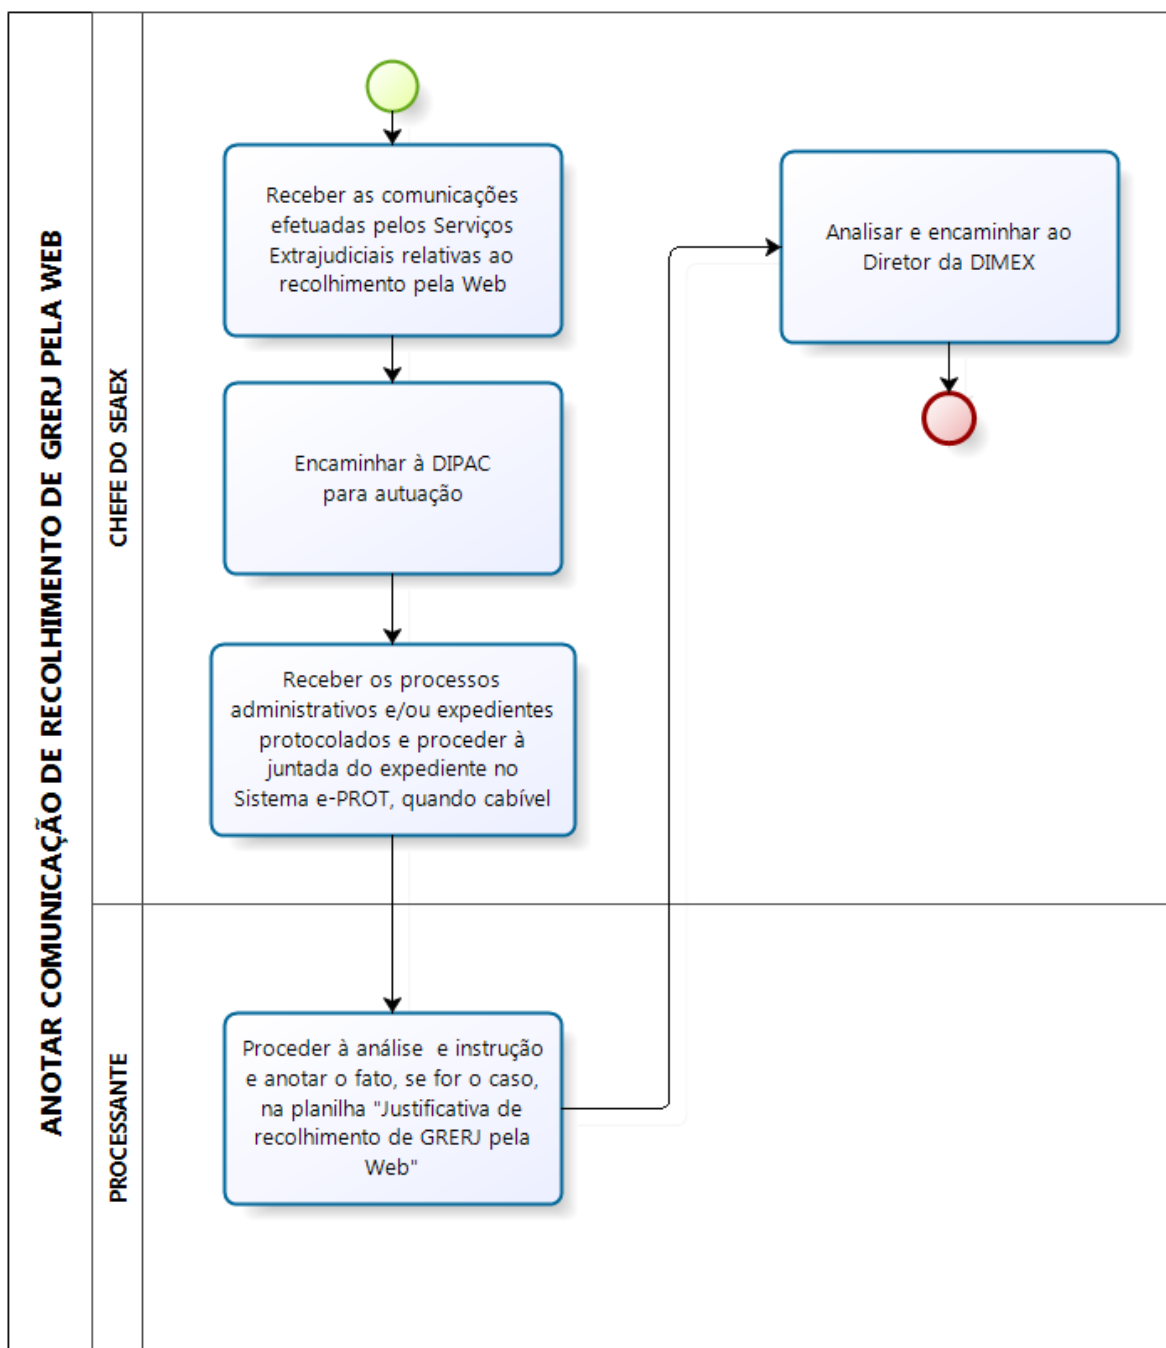 ANOTAR COMUNICAÇÃO DE RECOLHIMENTO DE GRERJ PELA WEB
CHEFE DO SEAEX
Receber as comunicações
efetuadas pelos Serviços
Extrajudiciais relativas ao
recolhimento pela Web
Encaminhar à DIPAC
para autuação
Receber os processos
administrativos e/ou expedientes
protocolados e proceder à
juntada do expediente no
Sistema e-PROT, quando cabível
Analisar e encaminhar ao
Diretor da DIMEX
PROCESSANTE
Proceder à análise e instrução
e anotar o fato, se for o caso,
na planilha "Justificativa de
recolhimento de GRERJ pela
Web"